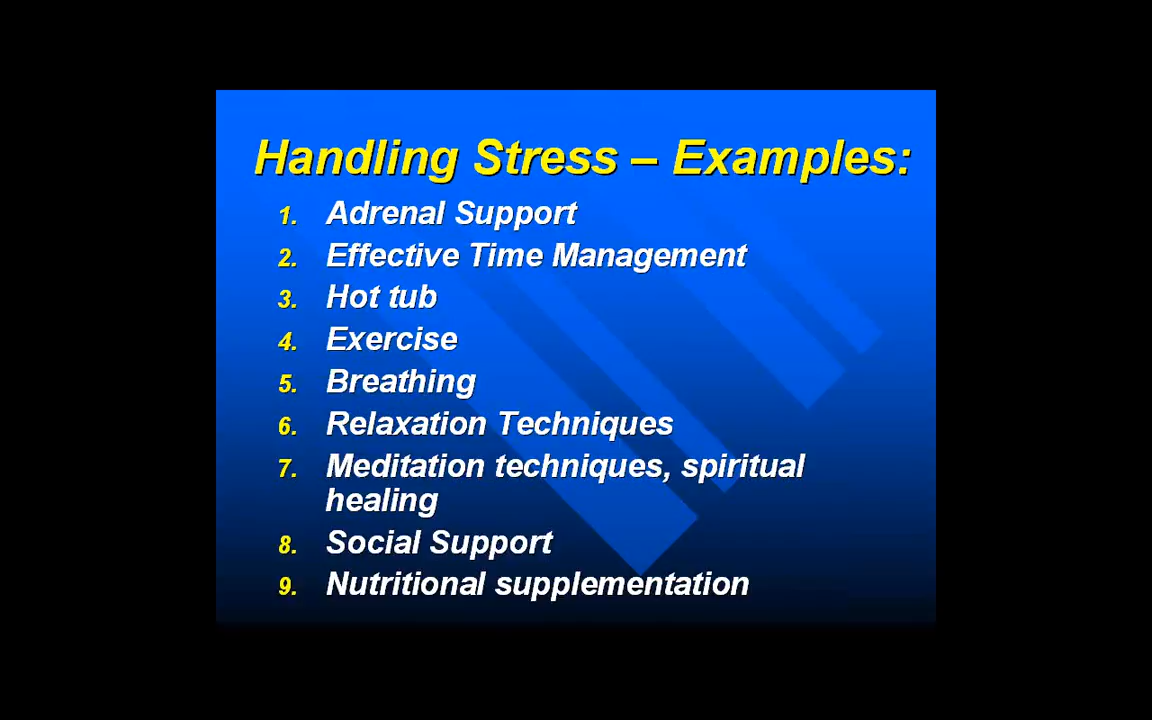 Handling Stress – Examples:
1. Adrenal Support
2. Effective Time Management
3. Hot tub
4. Exercise
5. Breathing
6. Relaxation Techniques
7. Meditation techniques, spiritual
healing
8. Social Support
9. Nutritional supplementation